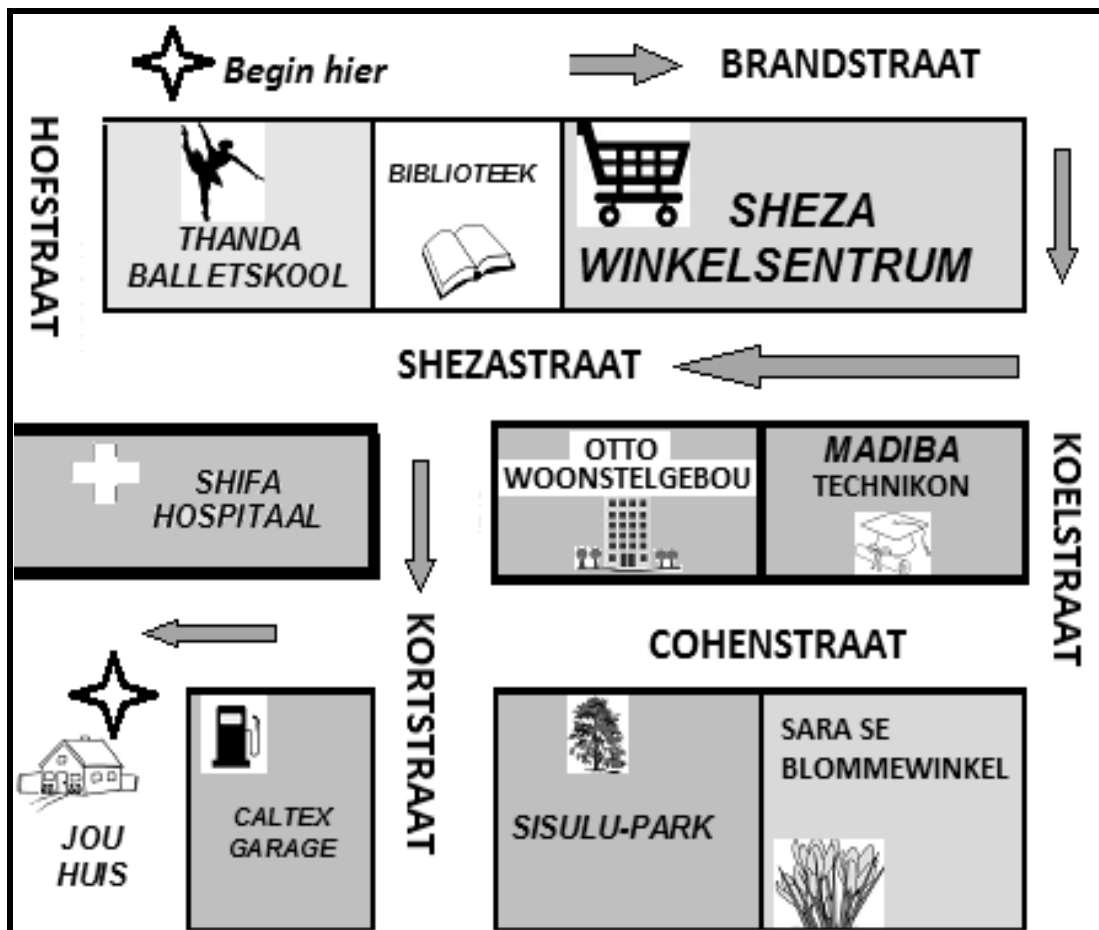 Begin hier
BRANDSTRAAT
HOFSTRAAT
THANDA
BALLETSKOOL
BIBLIOTEEK
SHEZA
WINKELSENTRUM
SHEZASTRAAT
SHIFA
HOSPITAAL
OTTO
WOONSTELGEBOU
MADIBA
TECHNIKON
KOELSTRAAT
KORTSTRAAT
COHENSTRAAT
JOU
HUIS
CALTEX
GARAGE
SISULU-PARK
SARA SE
BLOMMEWINKEL